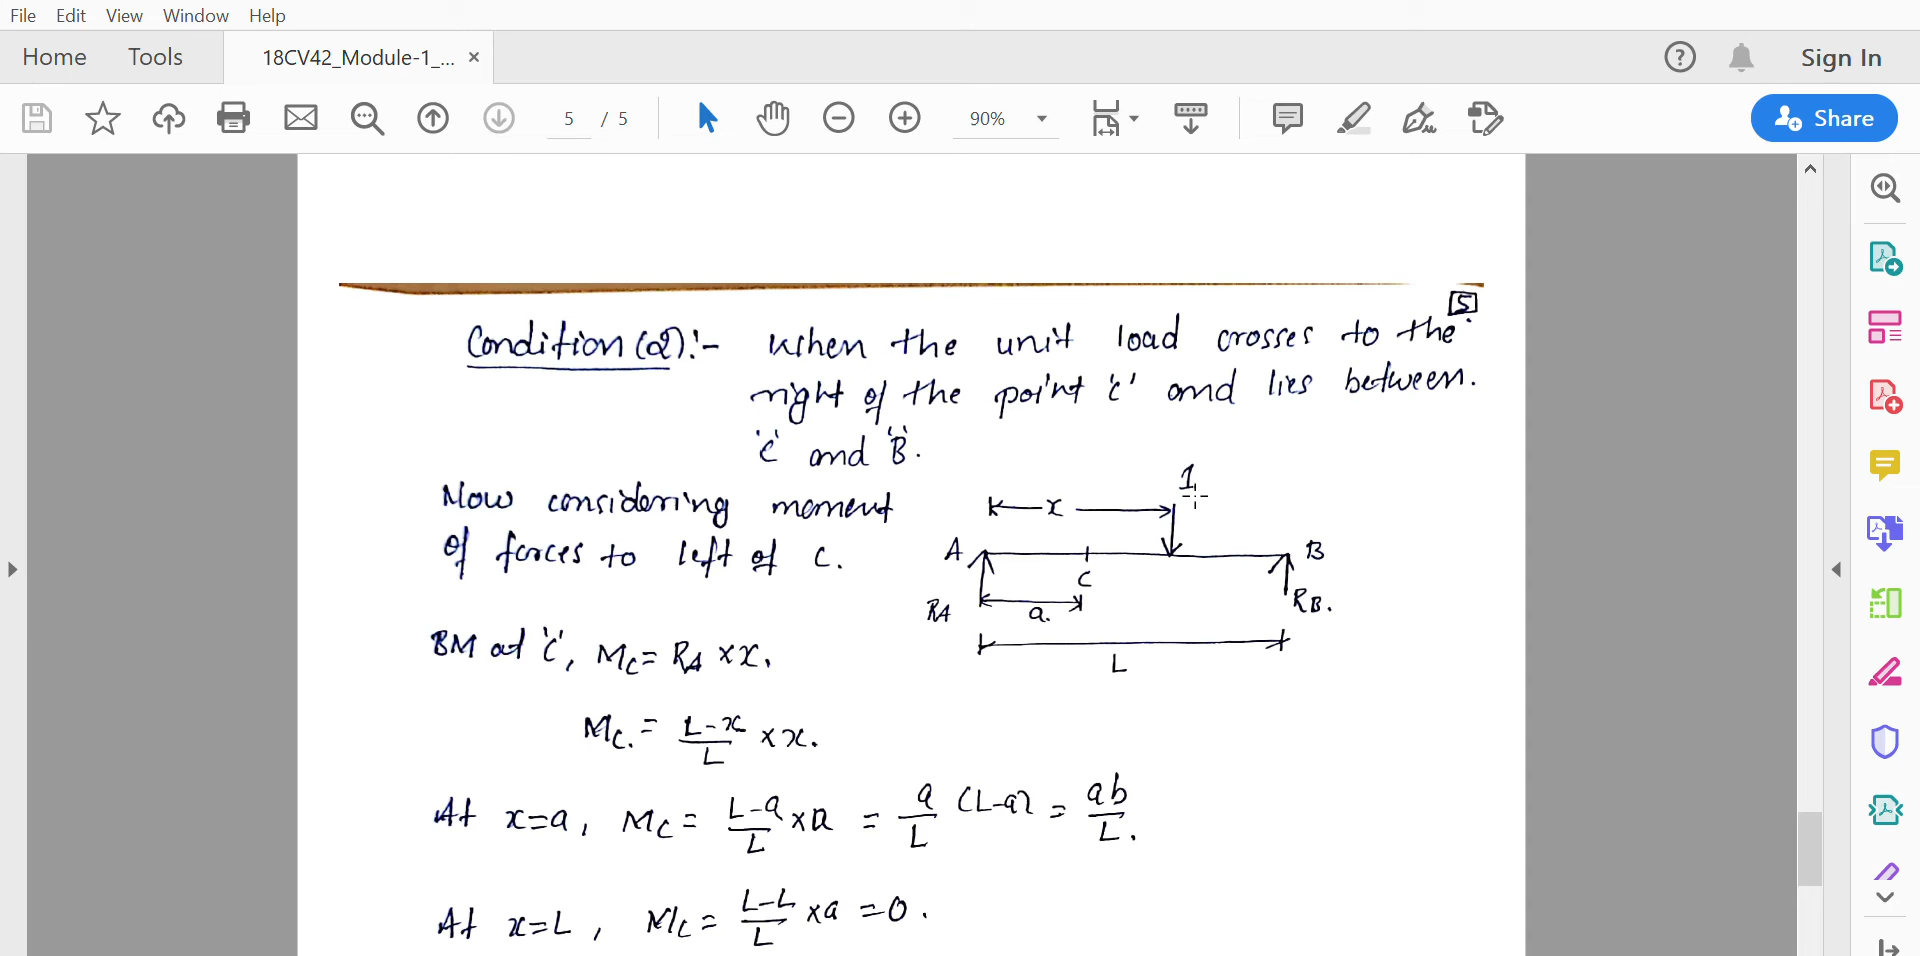 File Edit View Window Help
Home Tools 18CV42_Module-1_... × ? Sign In
5 / 5 90% Share
5
Condition (2):- When the unit load crosses to the
right of the point 'c' and lies between.
'c' and 'B'.
Now considering moment
of forces to left of C.
1
x
A B
C
RA a. RB.
L
BM at 'c', Mc = RA × x.
Mc. = L-x/L × x.
At x=a, Mc = L-a/L × a = a/L (L-a) = ab/L.
At x=L, Mc = L-L/L × a = 0.